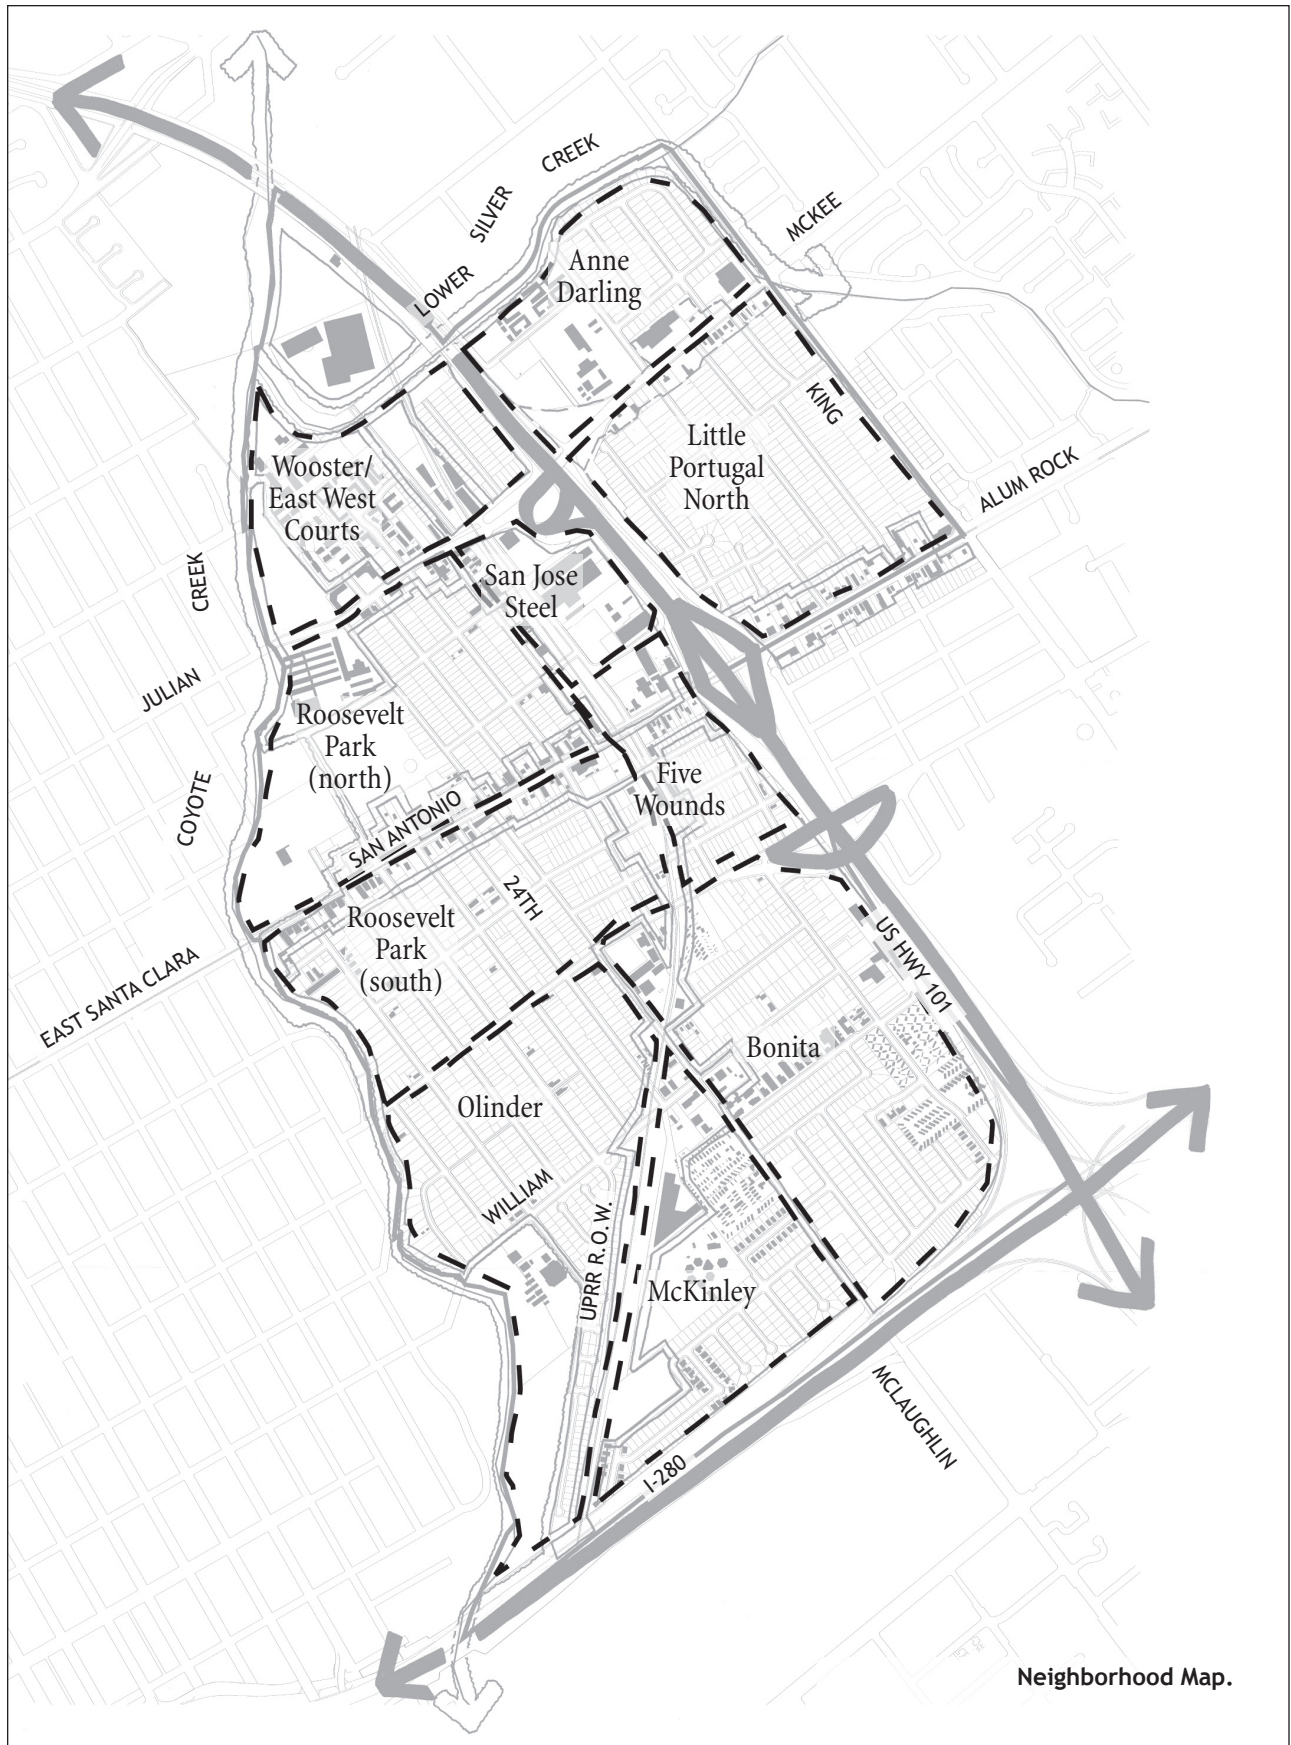 CREEK
SILVER
LOWER
MCKEE
Anne
Darling
KING
Little
Portugal
North
ALUM ROCK
Wooster/
East West
Courts
CREEK
San Jose
Steel
JULIAN
Roosevelt
Park
(north)
COYOTE
Five
Wounds
SAN ANTONIO
24TH
Roosevelt
Park
(south)
US HWY 101
EAST SANTA CLARA
Bonita
Olinder
WILLIAM
UPRR R.O.W.
McKinley
MCLAUGHLIN
I-280
Neighborhood Map.